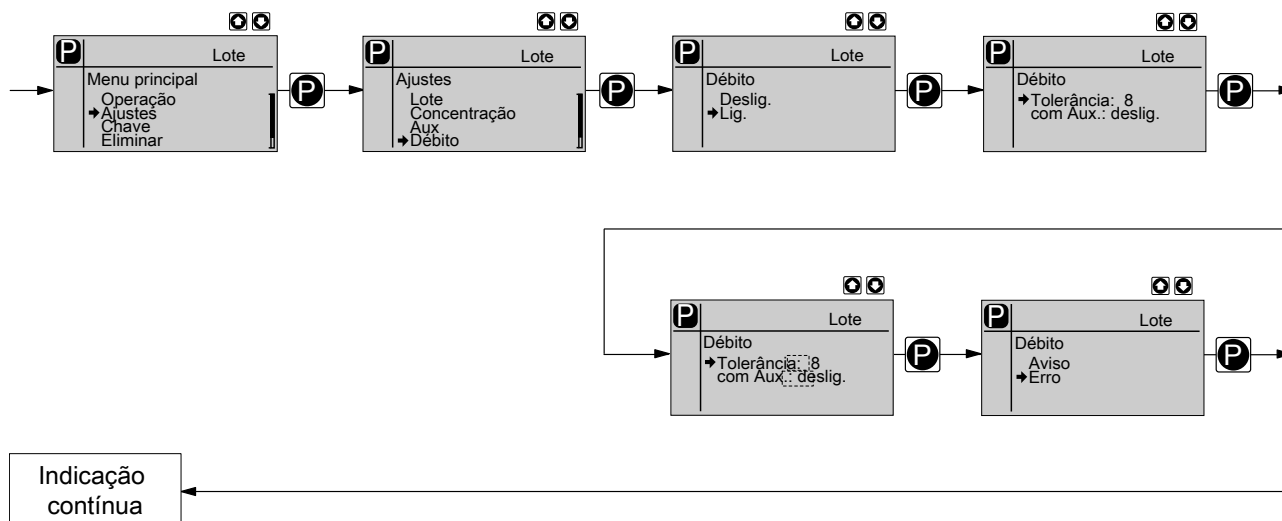 P
Lote
Menu principal
Operação
Ajustes
Chave
Eliminar
P
P
Lote
Ajustes
Lote
Concentração
Aux
Débito
P
P
Lote
Débito
Deslig.
Lig.
P
P
Lote
Débito
Tolerância: 8
com Aux.: deslig.
P
P
Lote
Débito
Tolerância: 8
com Aux.: deslig.
P
P
Lote
Débito
Aviso
Erro
P
Indicação
contínua